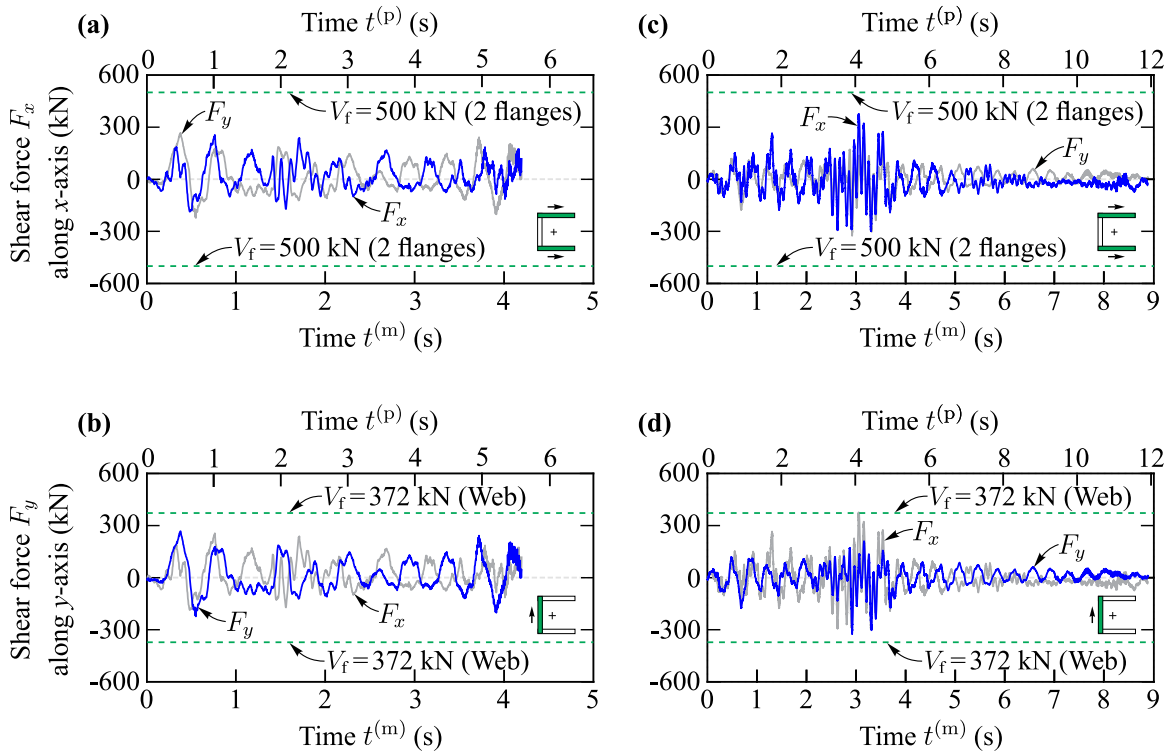 (a)
Time t^(p) (s)
0 1 2 3 4 5 6
Shear force F_x
along x-axis (kN)
600
300
0
-300
-600
V_f = 500 kN (2 flanges)
F_y
F_x
V_f = 500 kN (2 flanges)
0 1 2 3 4 5
Time t^(m) (s)
(c)
Time t^(p) (s)
0 2 4 6 8 10 12
600
300
0
-300
-600
V_f = 500 kN (2 flanges)
F_x
F_y
V_f = 500 kN (2 flanges)
0 1 2 3 4 5 6 7 8 9
Time t^(m) (s)
(b)
Time t^(p) (s)
0 1 2 3 4 5 6
Shear force F_y
along y-axis (kN)
600
300
0
-300
-600
V_f = 372 kN (Web)
F_y
F_x
V_f = 372 kN (Web)
0 1 2 3 4 5
Time t^(m) (s)
(d)
Time t^(p) (s)
0 2 4 6 8 10 12
600
300
0
-300
-600
V_f = 372 kN (Web)
F_x
F_y
V_f = 372 kN (Web)
0 1 2 3 4 5 6 7 8 9
Time t^(m) (s)